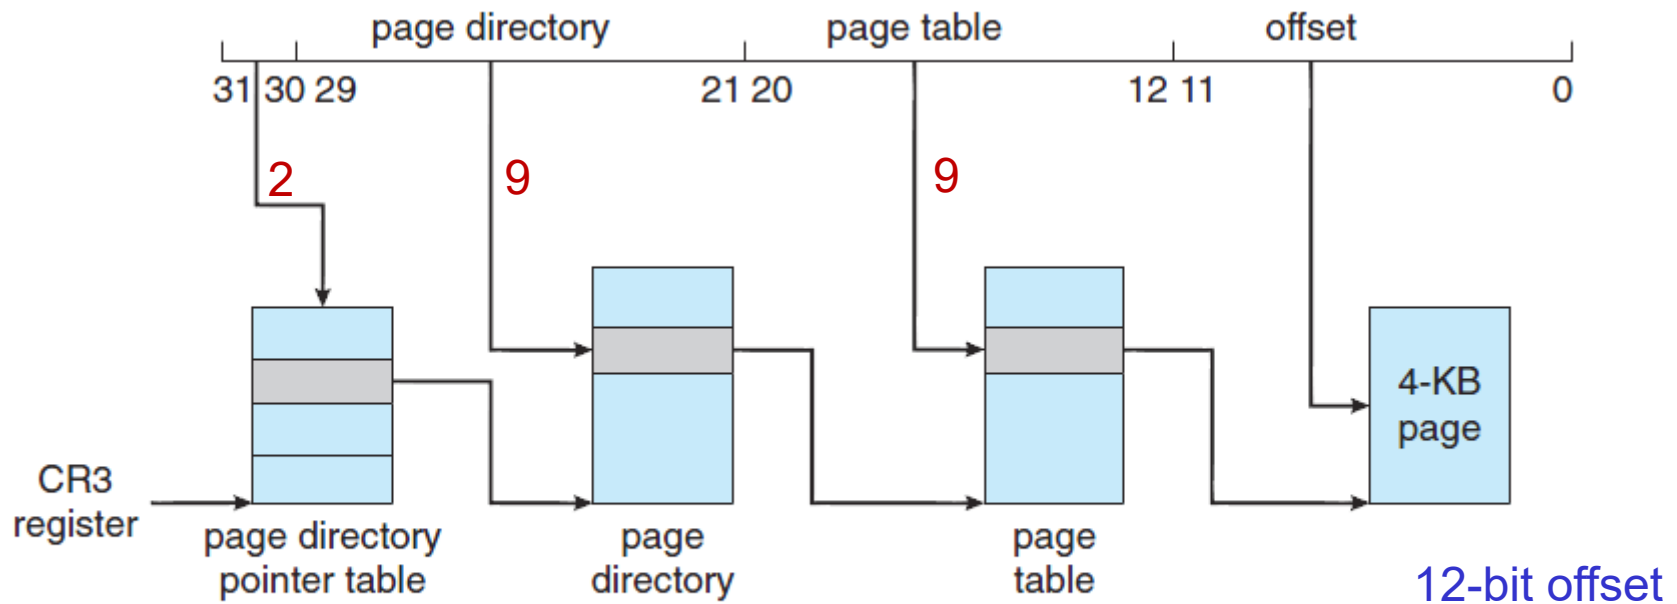 page directory page table offset
31 30 29 21 20 12 11 0
2 9 9
4-KB
page
CR3
register
page directory
pointer table
page
directory
page
table
12-bit offset